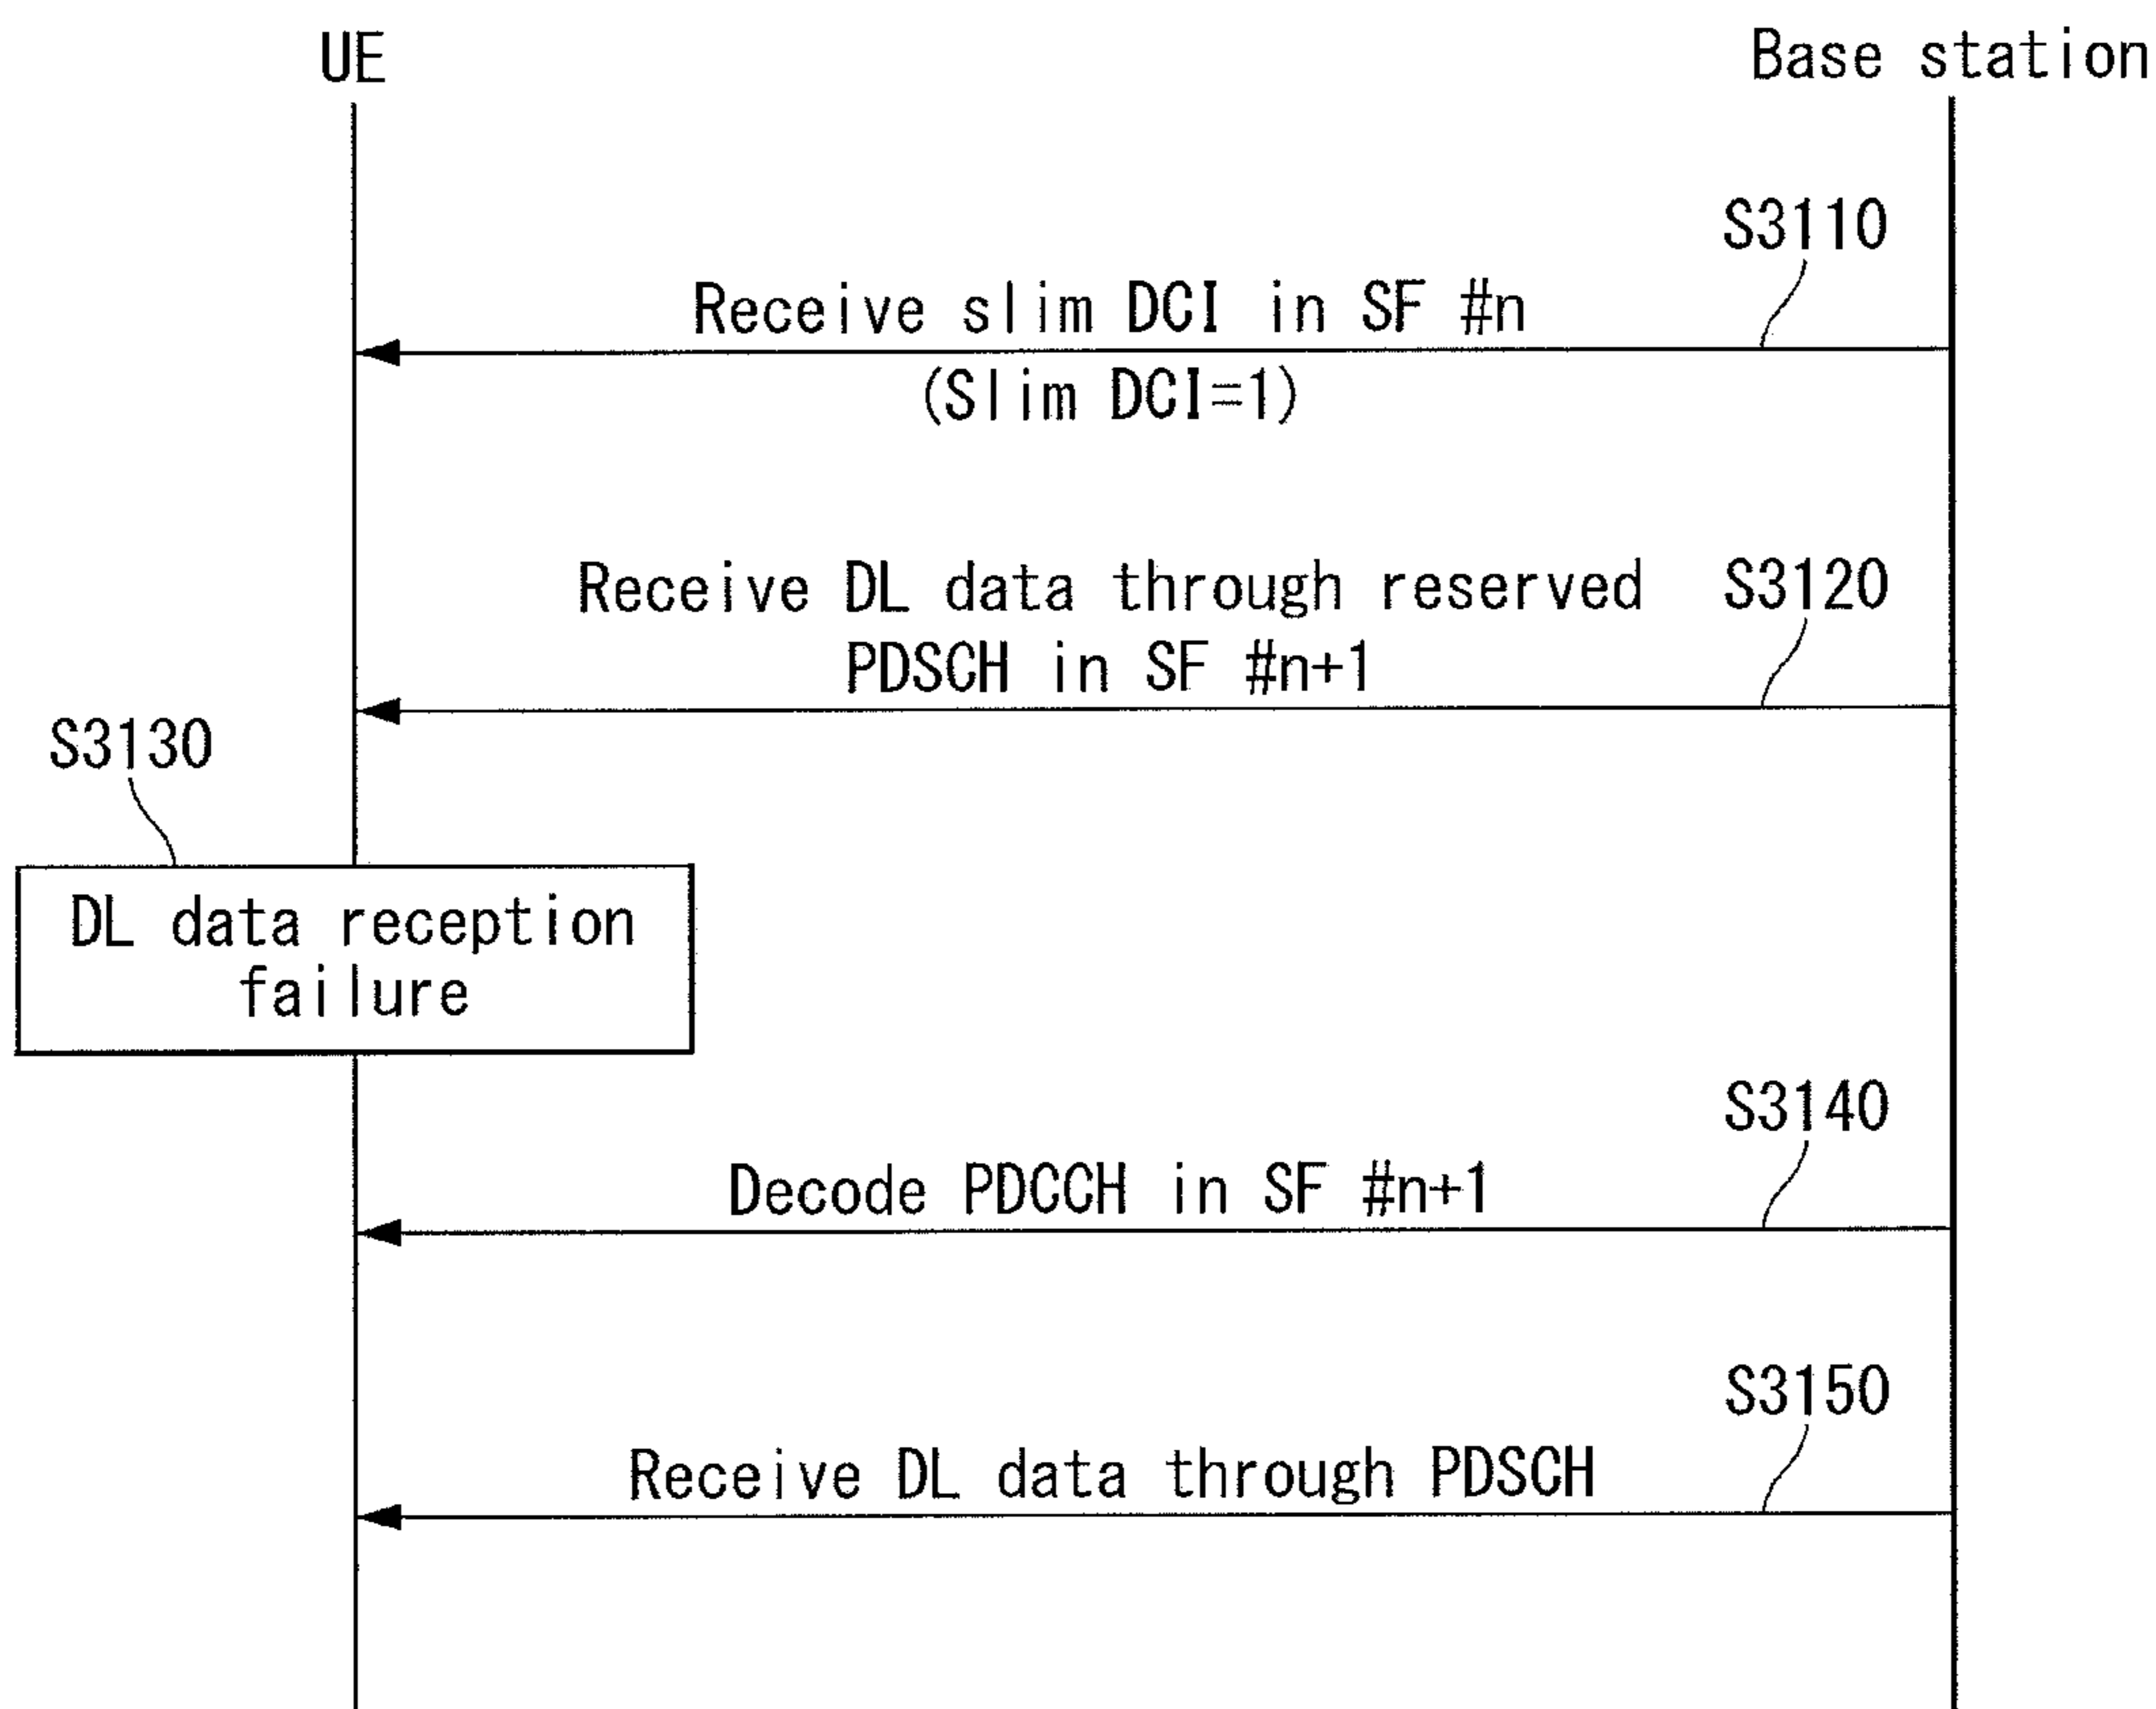 UE
Base station
S3110
Receive slim DCI in SF #n
(Slim DCI=1)
Receive DL data through reserved
PDSCH in SF #n+1
S3120
S3130
DL data reception
failure
S3140
Decode PDCCH in SF #n+1
S3150
Receive DL data through PDSCH